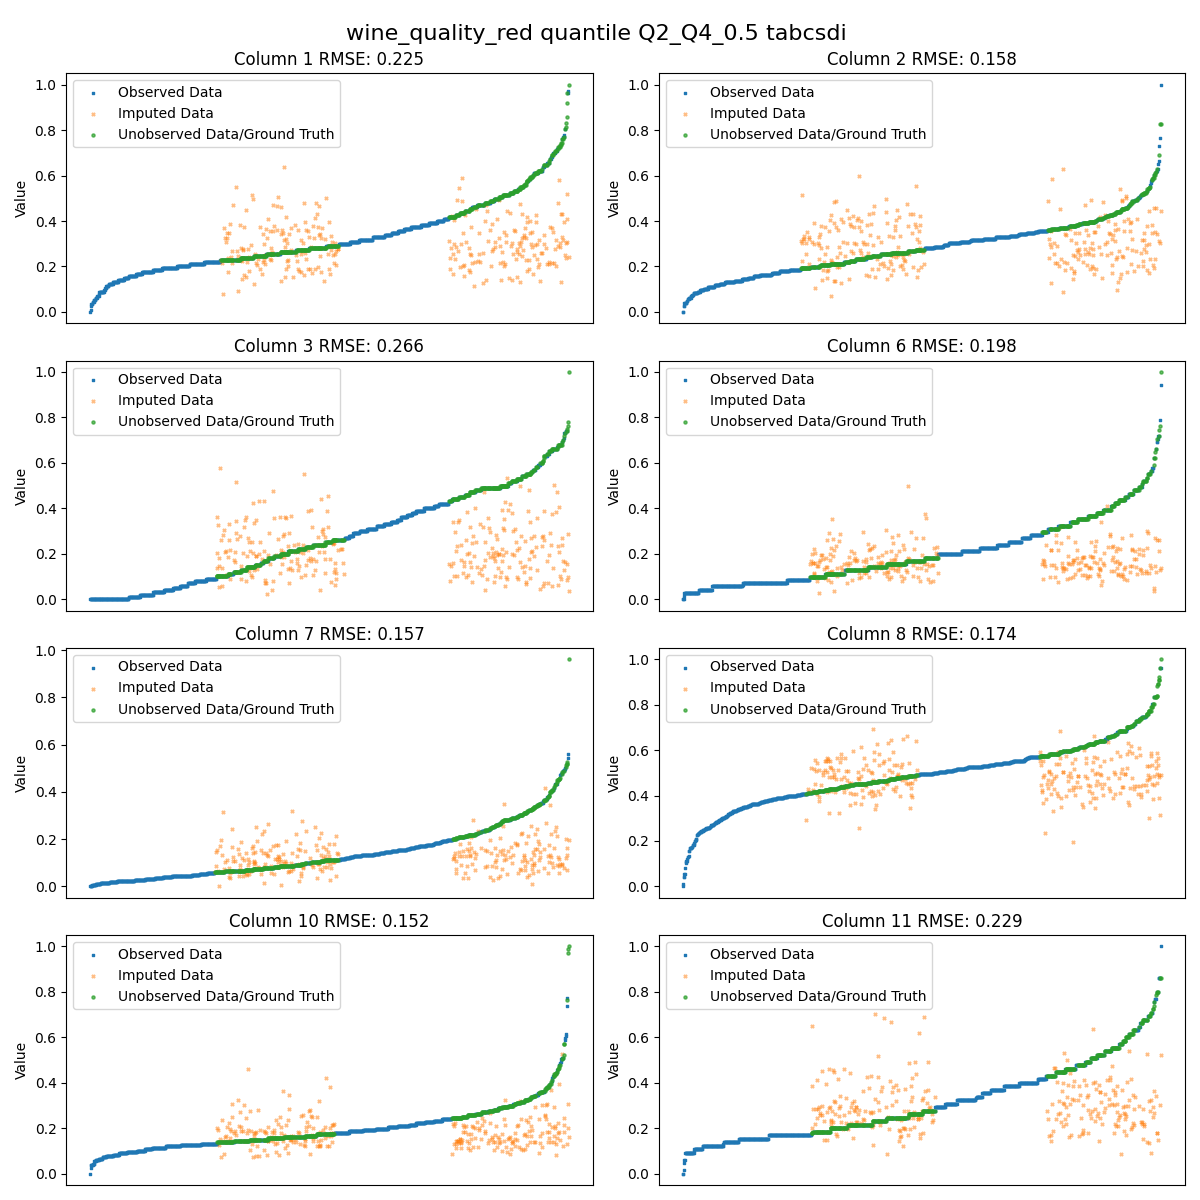 wine_quality_red quantile Q2_Q4_0.5 tabcsdi
Column 1 RMSE: 0.225
1.0
0.8
0.6
0.4
0.2
0.0
Value
Observed Data
Imputed Data
Unobserved Data/Ground Truth
Column 2 RMSE: 0.158
1.0
0.8
0.6
0.4
0.2
0.0
Value
Observed Data
Imputed Data
Unobserved Data/Ground Truth
Column 3 RMSE: 0.266
1.0
0.8
0.6
0.4
0.2
0.0
Value
Observed Data
Imputed Data
Unobserved Data/Ground Truth
Column 6 RMSE: 0.198
1.0
0.8
0.6
0.4
0.2
0.0
Value
Observed Data
Imputed Data
Unobserved Data/Ground Truth
Column 7 RMSE: 0.157
1.0
0.8
0.6
0.4
0.2
0.0
Value
Observed Data
Imputed Data
Unobserved Data/Ground Truth
Column 8 RMSE: 0.174
1.0
0.8
0.6
0.4
0.2
0.0
Value
Observed Data
Imputed Data
Unobserved Data/Ground Truth
Column 10 RMSE: 0.152
1.0
0.8
0.6
0.4
0.2
0.0
Value
Observed Data
Imputed Data
Unobserved Data/Ground Truth
Column 11 RMSE: 0.229
1.0
0.8
0.6
0.4
0.2
0.0
Value
Observed Data
Imputed Data
Unobserved Data/Ground Truth